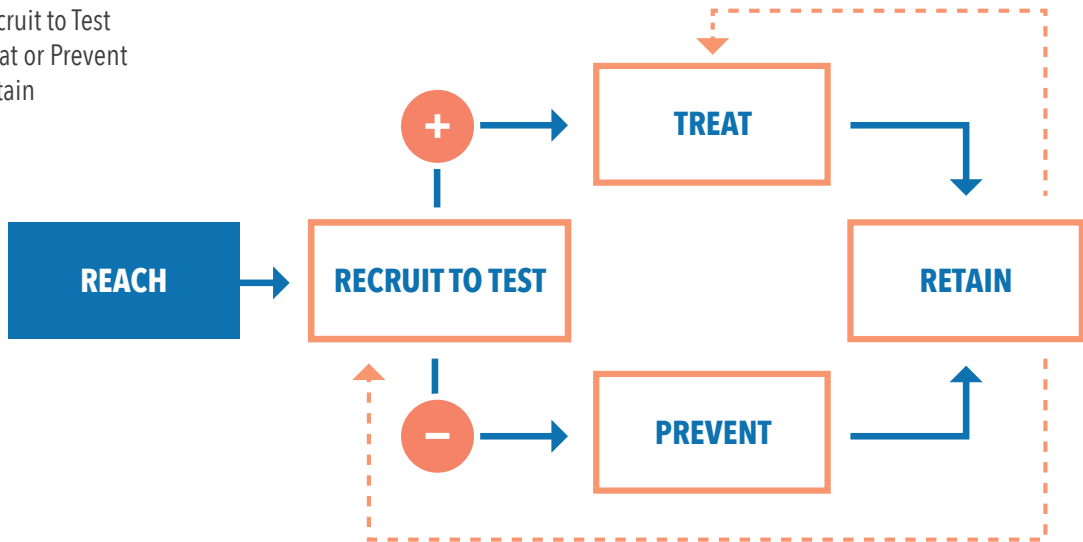 cruit to Test
at or Prevent
tain
+
TREAT
REACH
RECRUIT TO TEST
RETAIN
−
PREVENT